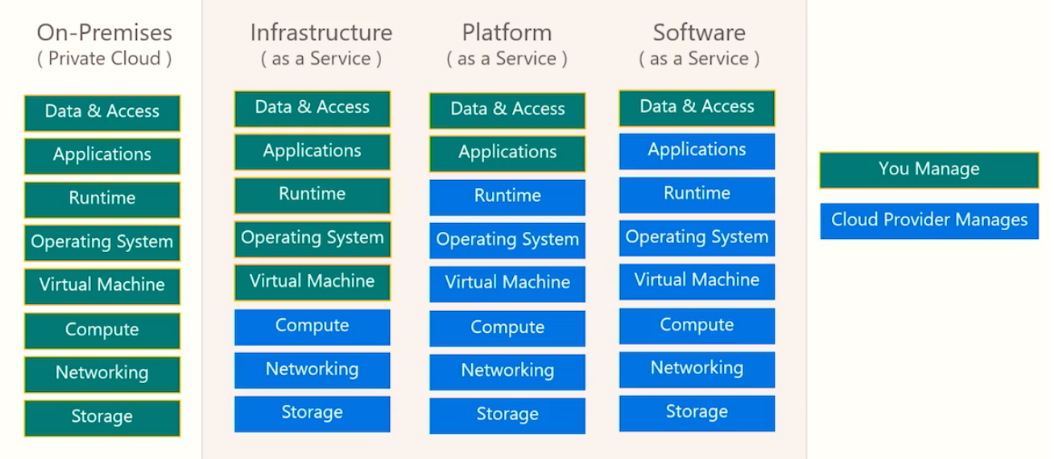 On-Premises
( Private Cloud )
Data & Access
Applications
Runtime
Operating System
Virtual Machine
Compute
Networking
Storage
Infrastructure
( as a Service )
Data & Access
Applications
Runtime
Operating System
Virtual Machine
Compute
Networking
Storage
Platform
( as a Service )
Data & Access
Applications
Runtime
Operating System
Virtual Machine
Compute
Networking
Storage
Software
( as a Service )
Data & Access
Applications
Runtime
Operating System
Virtual Machine
Compute
Networking
Storage
You Manage
Cloud Provider Manages